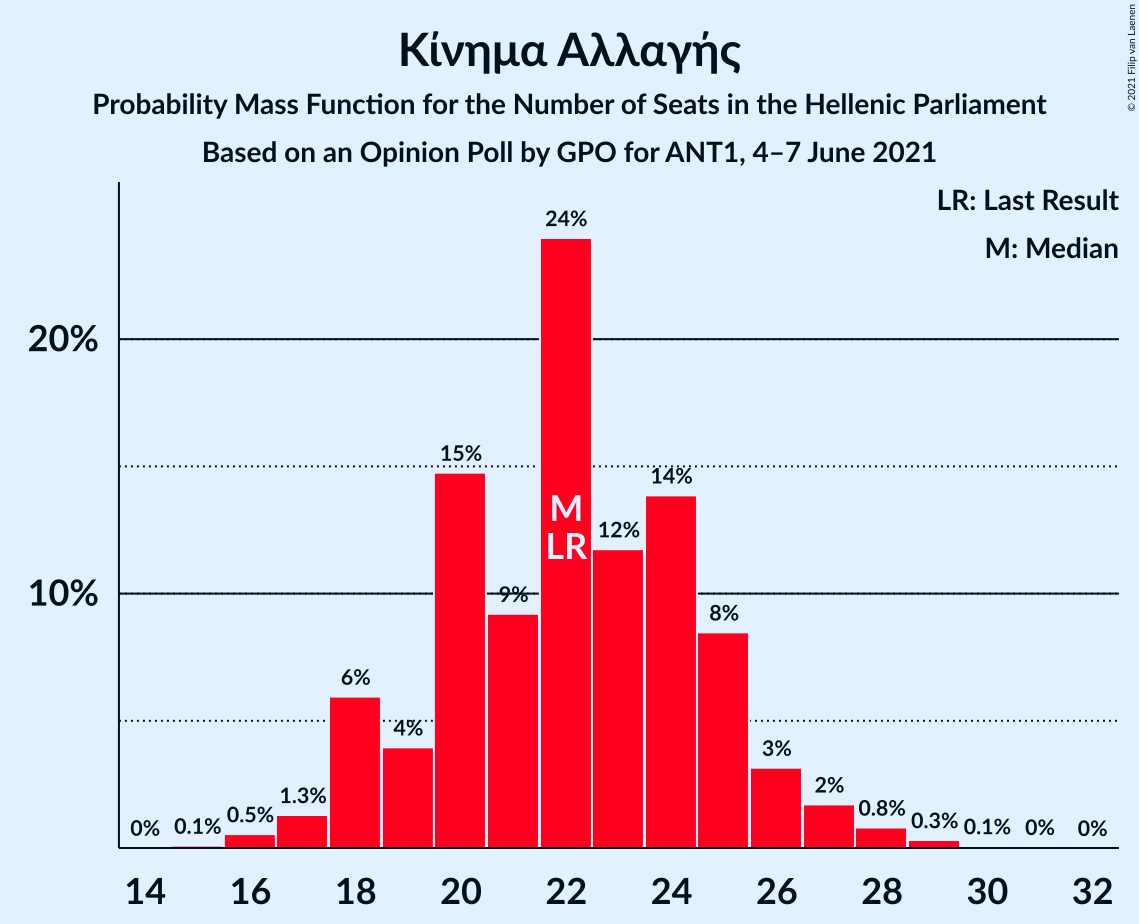 Κίνημα Αλλαγής
Probability Mass Function for the Number of Seats in the Hellenic Parliament
Based on an Opinion Poll by GPO for ANT1, 4–7 June 2021
© 2021 Filip van Laenen
LR: Last Result
M: Median
20%
10%
0%
0.1%
0.5%
1.3%
6%
4%
15%
9%
24%
M
LR
12%
14%
8%
3%
2%
0.8%
0.3%
0.1%
0%
0%
14 16 18 20 22 24 26 28 30 32